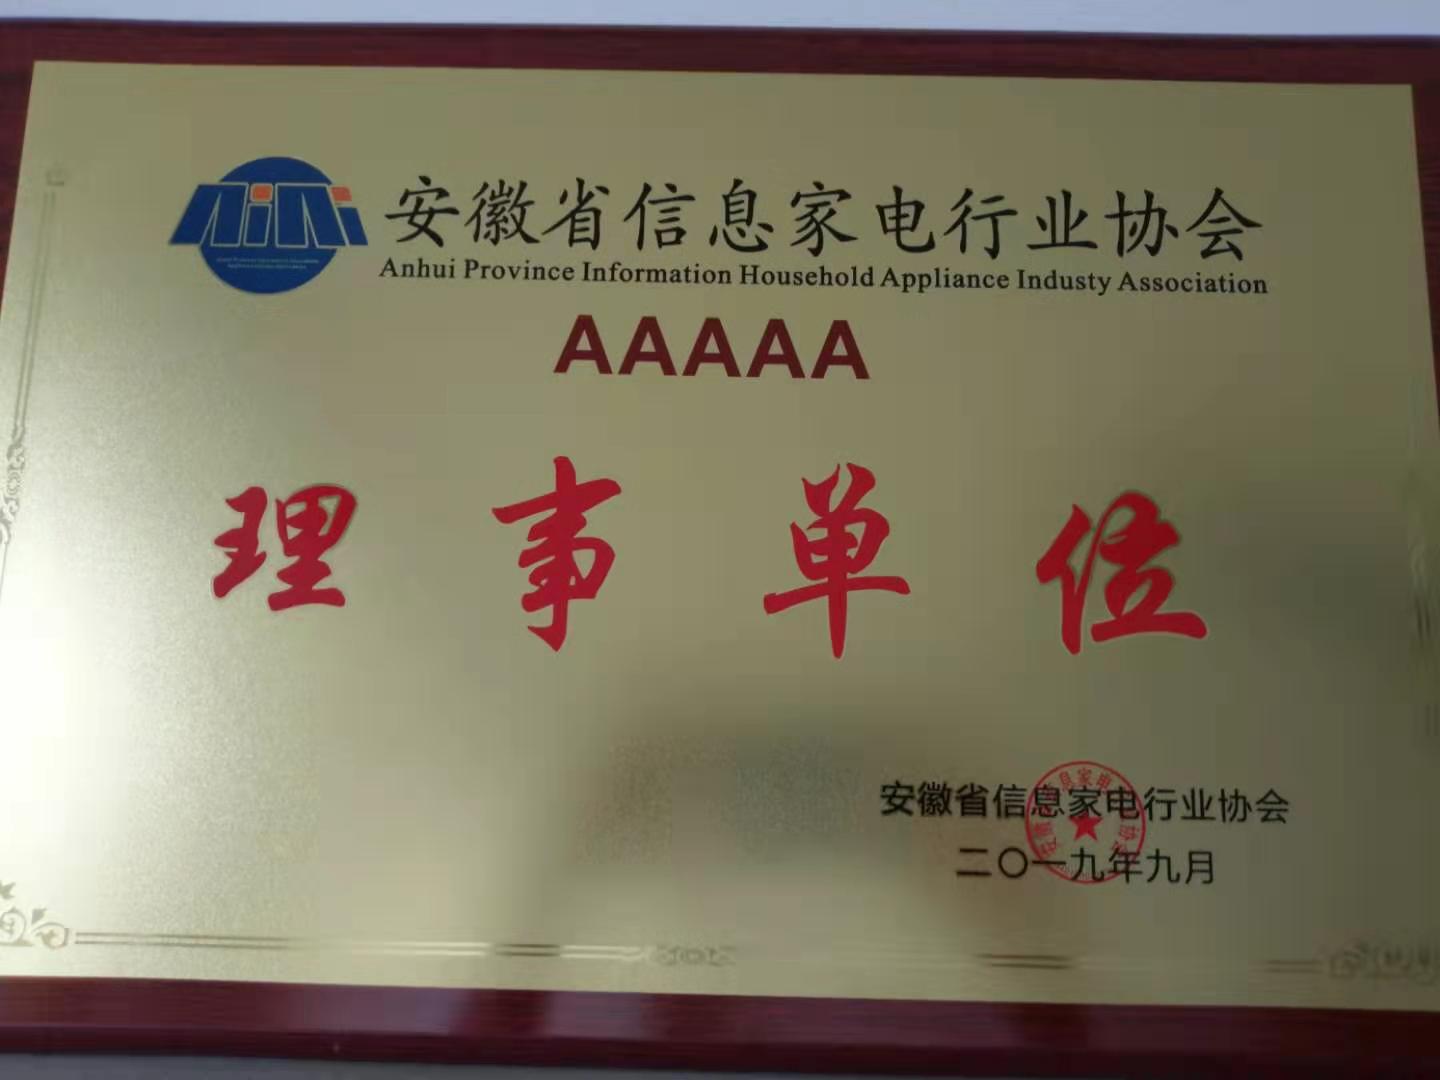 安徽省信息家电行业协会
Anhui Province Information Household Appliance Industy Association
AAAAA
理事单位
安徽省信息家电行业协会
二〇一九年九月